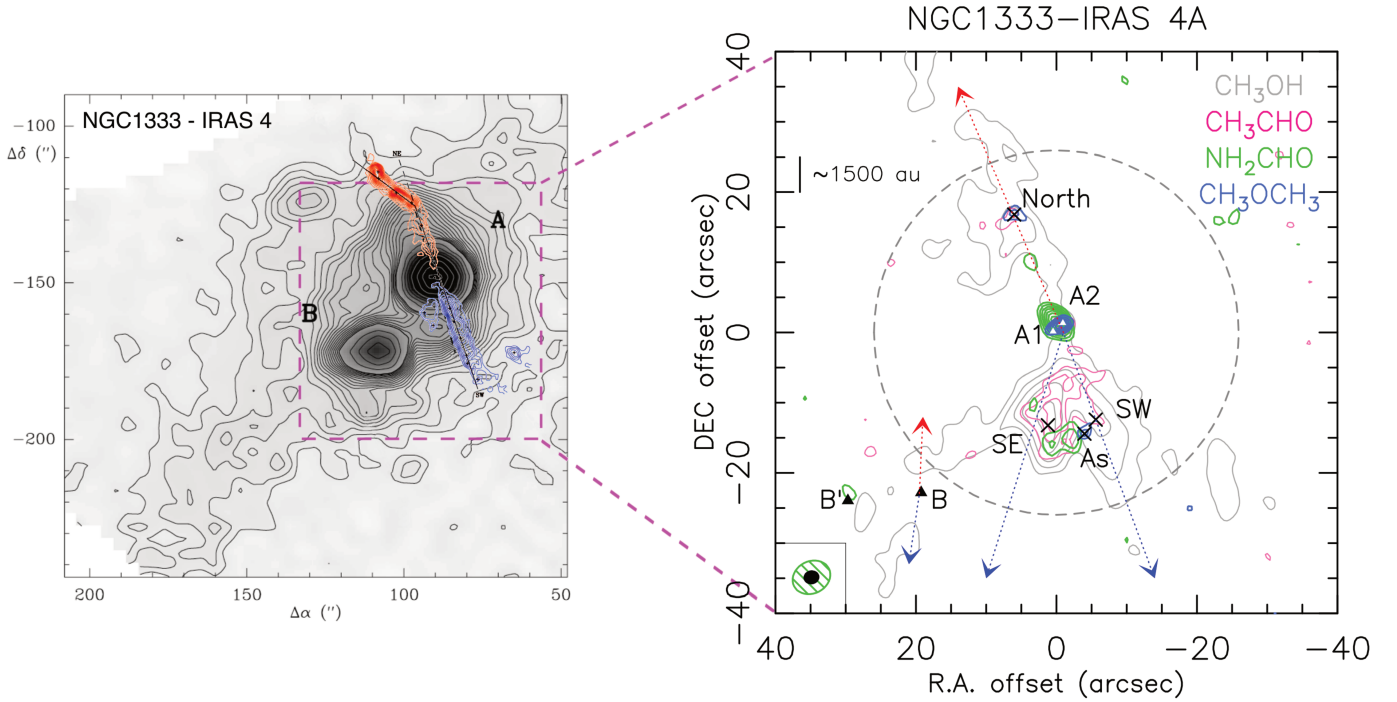 NGC1333 - IRAS 4
−100
Δδ (")
−150
−200
200
150
100
50
Δα (")
NE
A
B
SW
NGC1333−IRAS 4A
CH₃OH
CH₃CHO
NH₂CHO
CH₃OCH₃
~1500 au
North
A2
A1
SW
SE
As
B'
B
40
20
0
−20
−40
DEC offset (arcsec)
40
20
0
−20
−40
R.A. offset (arcsec)